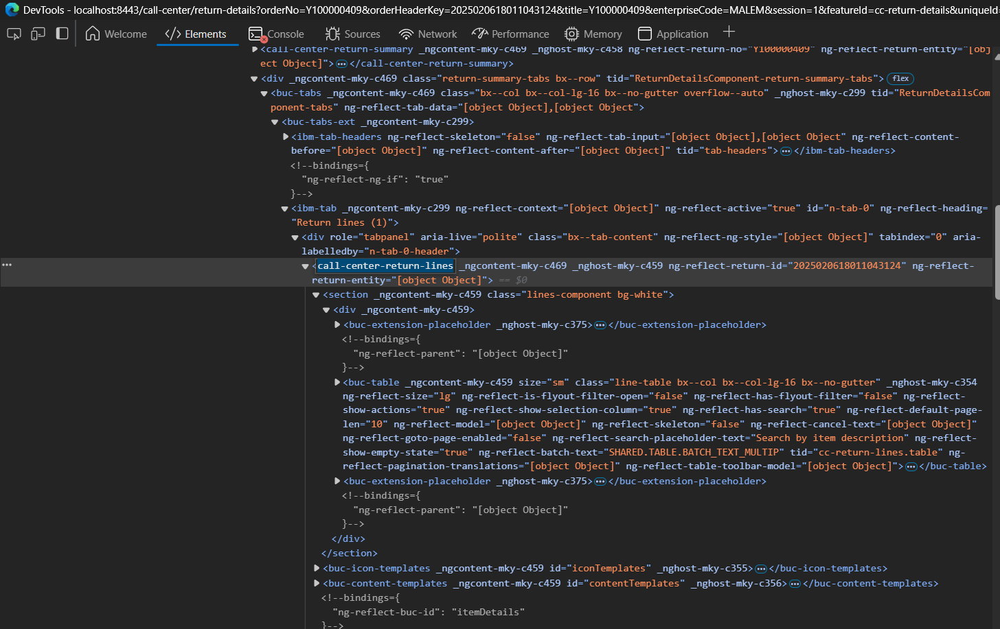 DevTools - localhost:8443/call-center/return-details?orderNo=Y100000409&orderHeaderKey=2025020618011043124&title=Y100000409&enterpriseCode=MALEM&session=1&featureId=cc-return-details&uniqueId
Welcome </> Elements Console Sources Network Performance Memory Application
<call-center-return-summary _ngcontent-mky-c469 _nghost-mky-c458 ng-reflect-return-no="Y100000409" ng-reflect-return-entity="[obj
ect Object]"> … </call-center-return-summary>
<div _ngcontent-mky-c469 class="return-summary-tabs bx--row" tid="ReturnDetailsComponent-return-summary-tabs"> flex
<buc-tabs _ngcontent-mky-c469 class="bx--col bx--col-lg-16 bx--no-gutter overflow--auto" _nghost-mky-c299 tid="ReturnDetailsCom
ponent-tabs" ng-reflect-tab-data="[object Object],[object Object">
<buc-tabs-ext _ngcontent-mky-c299>
<ibm-tab-headers ng-reflect-skeleton="false" ng-reflect-tab-input="[object Object],[object Object" ng-reflect-content-
before="[object Object]" ng-reflect-content-after="[object Object]" tid="tab-headers"> … </ibm-tab-headers>
<!--bindings={
"ng-reflect-ng-if": "true"
}-->
<ibm-tab _ngcontent-mky-c299 ng-reflect-context="[object Object]" ng-reflect-active="true" id="n-tab-0" ng-reflect-heading=
"Return lines (1)">
<div role="tabpanel" aria-live="polite" class="bx--tab-content" ng-reflect-ng-style="[object Object]" tabindex="0" aria-
labelledby="n-tab-0-header">
… <call-center-return-lines _ngcontent-mky-c469 _nghost-mky-c459 ng-reflect-return-id="2025020618011043124" ng-reflect-
return-entity="[object Object]"> == $0
<section _ngcontent-mky-c459 class="lines-component bg-white">
<div _ngcontent-mky-c459>
<buc-extension-placeholder _nghost-mky-c375> … </buc-extension-placeholder>
<!--bindings={
"ng-reflect-parent": "[object Object]"
}-->
<buc-table _ngcontent-mky-c459 size="sm" class="line-table bx--col bx--col-lg-16 bx--no-gutter" _nghost-mky-c354
ng-reflect-size="lg" ng-reflect-is-flyout-filter-open="false" ng-reflect-has-flyout-filter="false" ng-reflect-
show-actions="true" ng-reflect-show-selection-column="true" ng-reflect-has-search="true" ng-reflect-default-page-
len="10" ng-reflect-model="[object Object]" ng-reflect-skeleton="false" ng-reflect-cancel-text="[object Object]"
ng-reflect-goto-page-enabled="false" ng-reflect-search-placeholder-text="Search by item description" ng-reflect-
show-empty-state="true" ng-reflect-batch-text="SHARED.TABLE.BATCH_TEXT_MULTIP" tid="cc-return-lines.table" ng-
reflect-pagination-translations="[object Object]" ng-reflect-table-toolbar-model="[object Object]"> … </buc-table>
<buc-extension-placeholder _nghost-mky-c375> … </buc-extension-placeholder>
<!--bindings={
"ng-reflect-parent": "[object Object]"
}-->
</div>
</section>
<buc-icon-templates _ngcontent-mky-c459 id="iconTemplates" _nghost-mky-c355> … </buc-icon-templates>
<buc-content-templates _ngcontent-mky-c459 id="contentTemplates" _nghost-mky-c356> … </buc-content-templates>
<!--bindings={
"ng-reflect-buc-id": "itemDetails"
}-->